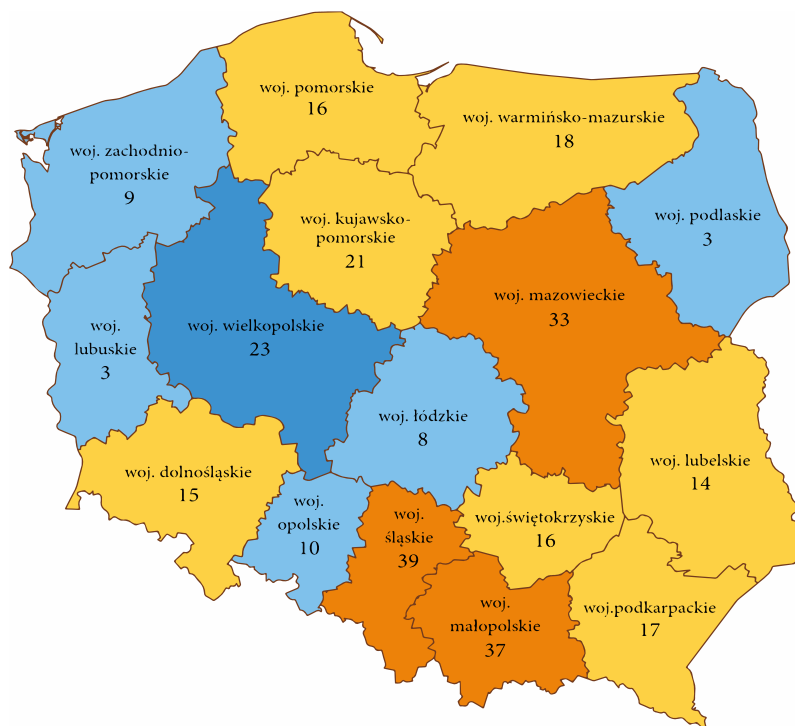 woj. pomorskie
16
woj. warmińsko-mazurskie
18
woj. zachodnio-
pomorskie
9
woj. podlaskie
3
woj. kujawsko-
pomorskie
21
woj. mazowieckie
33
woj.
lubuskie
3
woj. wielkopolskie
23
woj. łódzkie
8
woj. lubelskie
14
woj. dolnośląskie
15
woj.
opolskie
10
woj.
śląskie
39
woj.świętokrzyskie
16
woj.
małopolskie
37
woj.podkarpackie
17